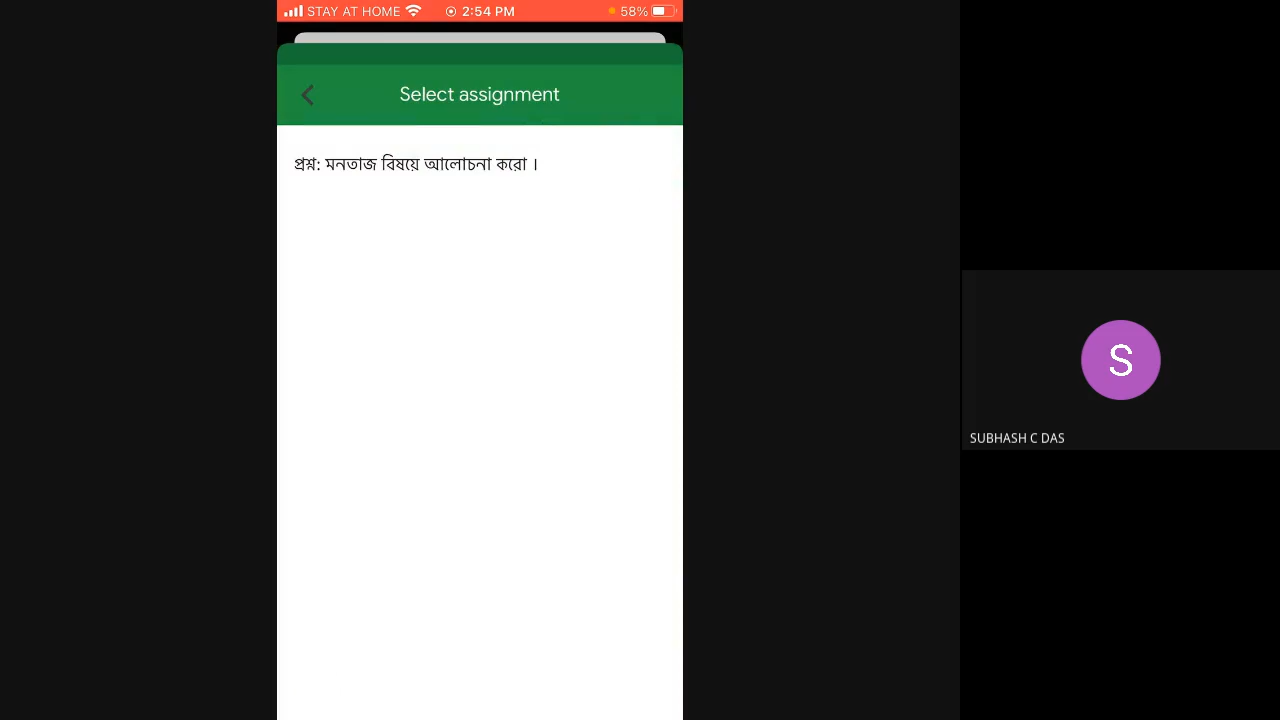 STAY AT HOME 2:54 PM 58%
Select assignment
প্রশ্ন: মনতাজ বিষয়ে আলোচনা করো ।
S
SUBHASH C DAS